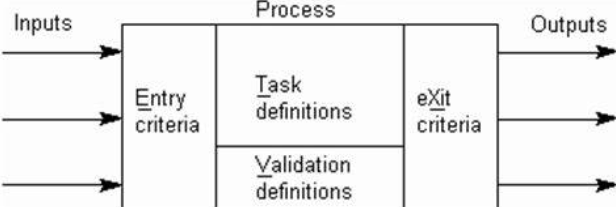 Process
Inputs
Outputs
Entry
criteria
Task
definitions
eXit
criteria
Validation
definitions